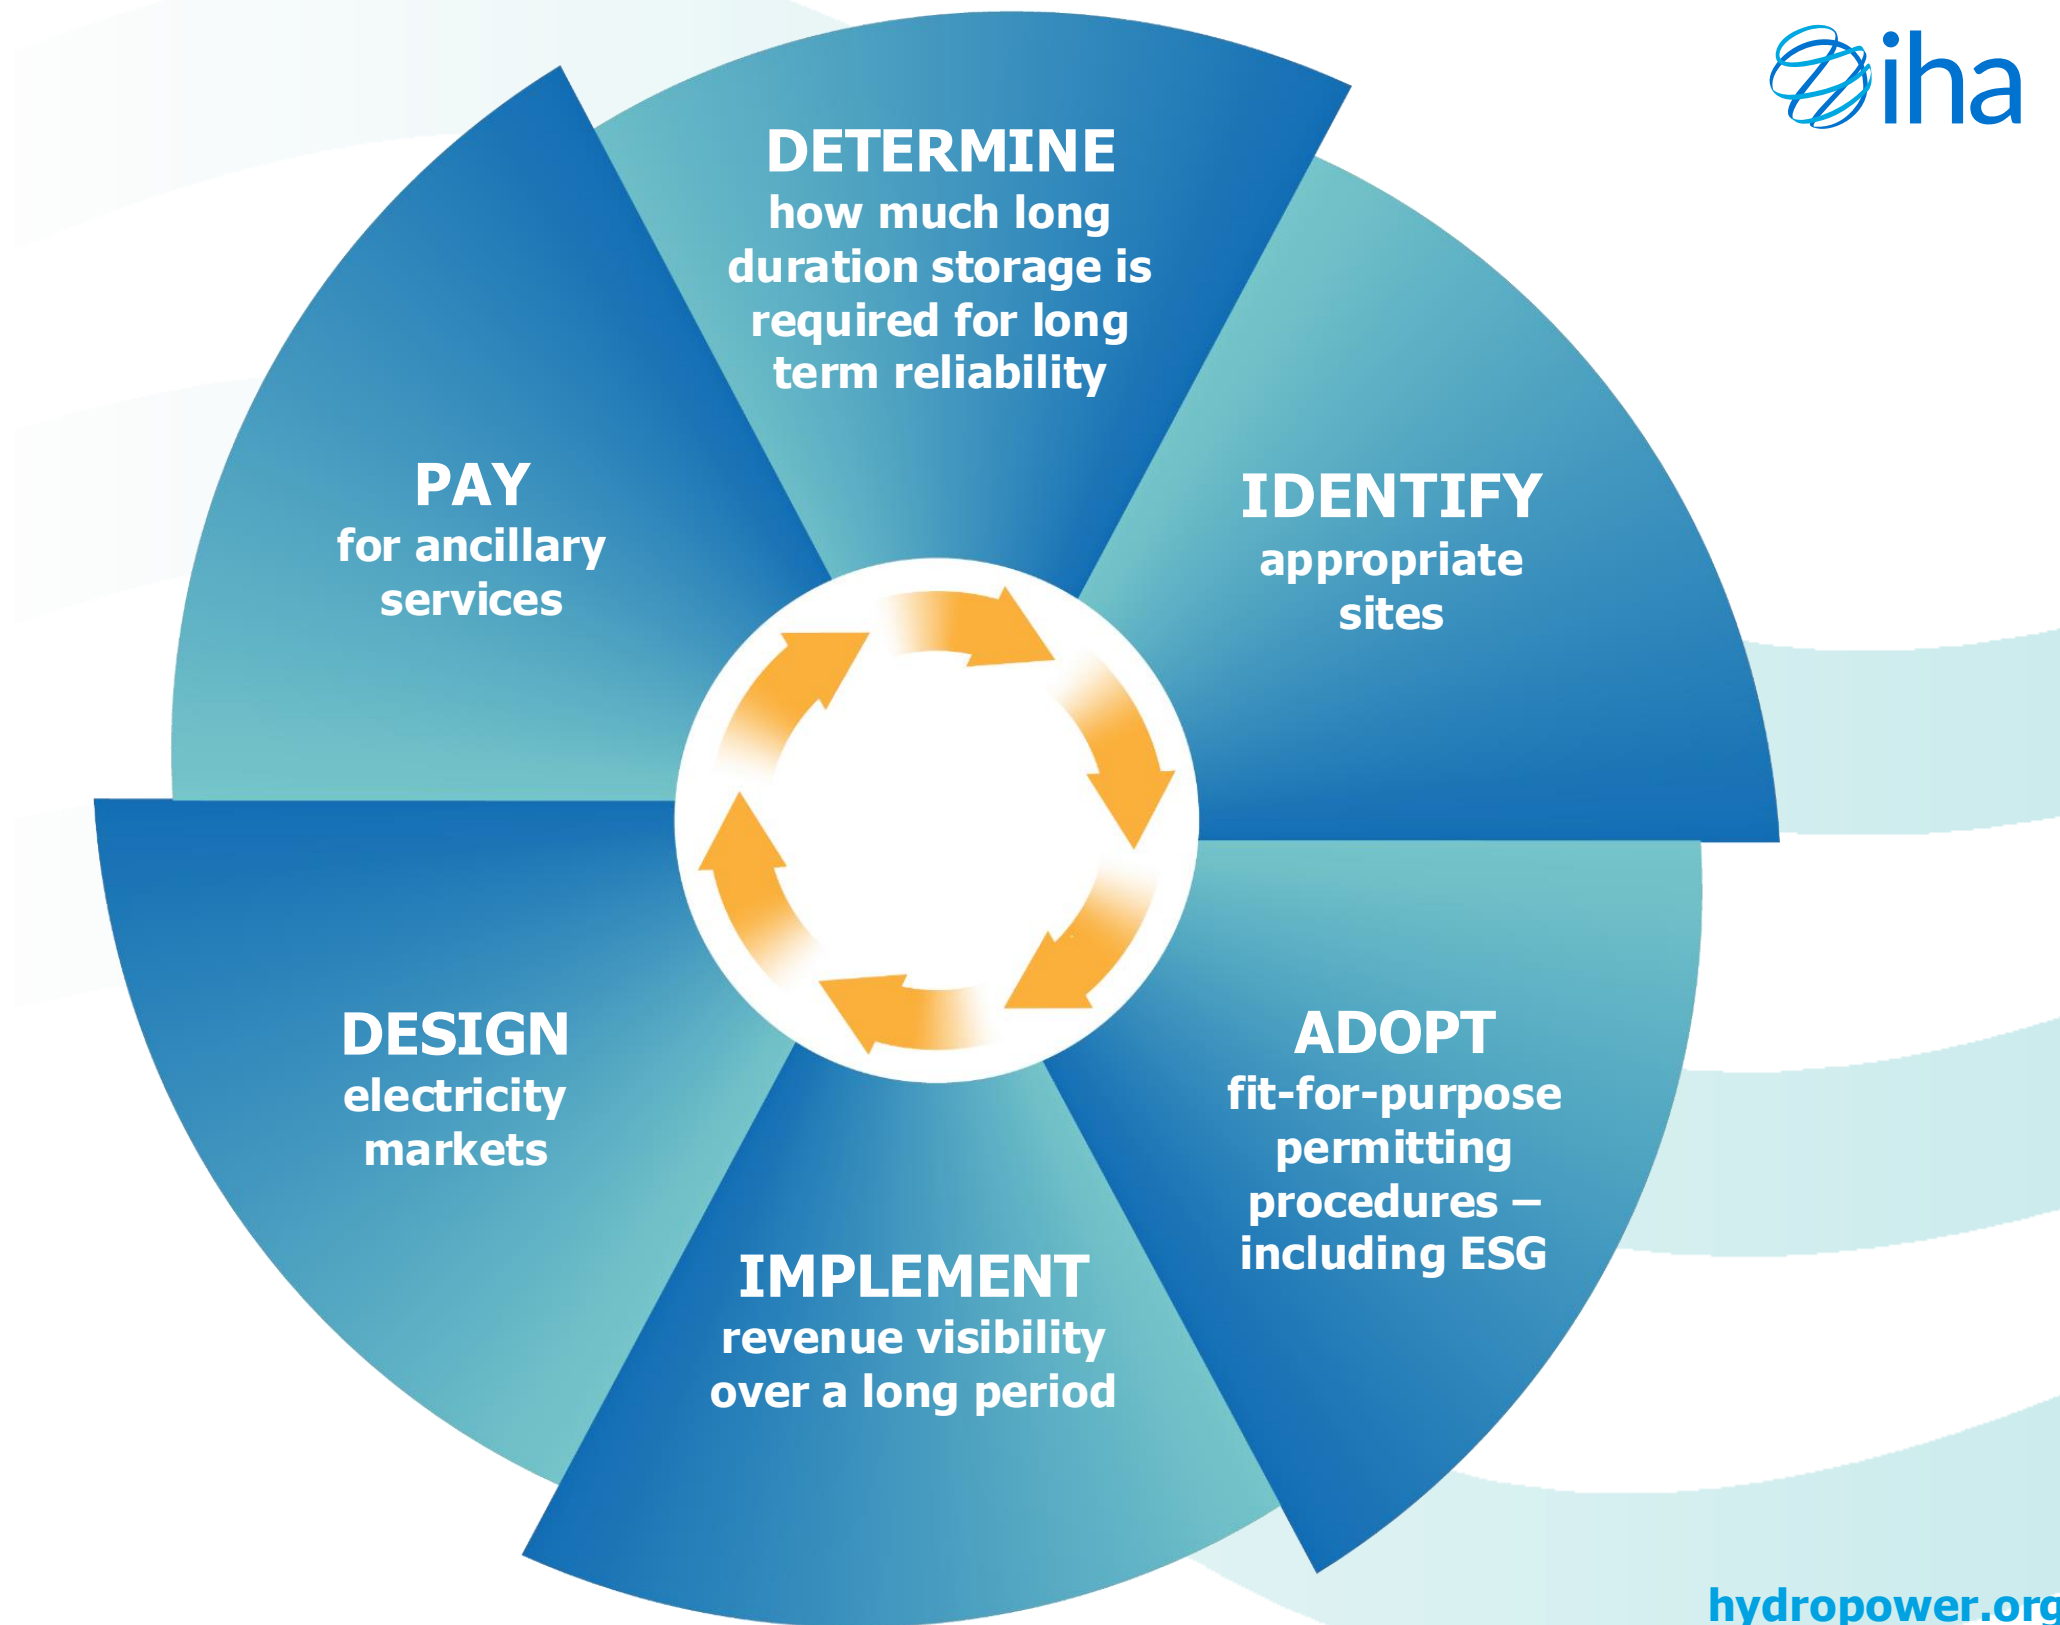 iha
DETERMINE
how much long
duration storage is
required for long
term reliability
IDENTIFY
appropriate
sites
ADOPT
fit-for-purpose
permitting
procedures –
including ESG
IMPLEMENT
revenue visibility
over a long period
DESIGN
electricity
markets
PAY
for ancillary
services
hydropower.org